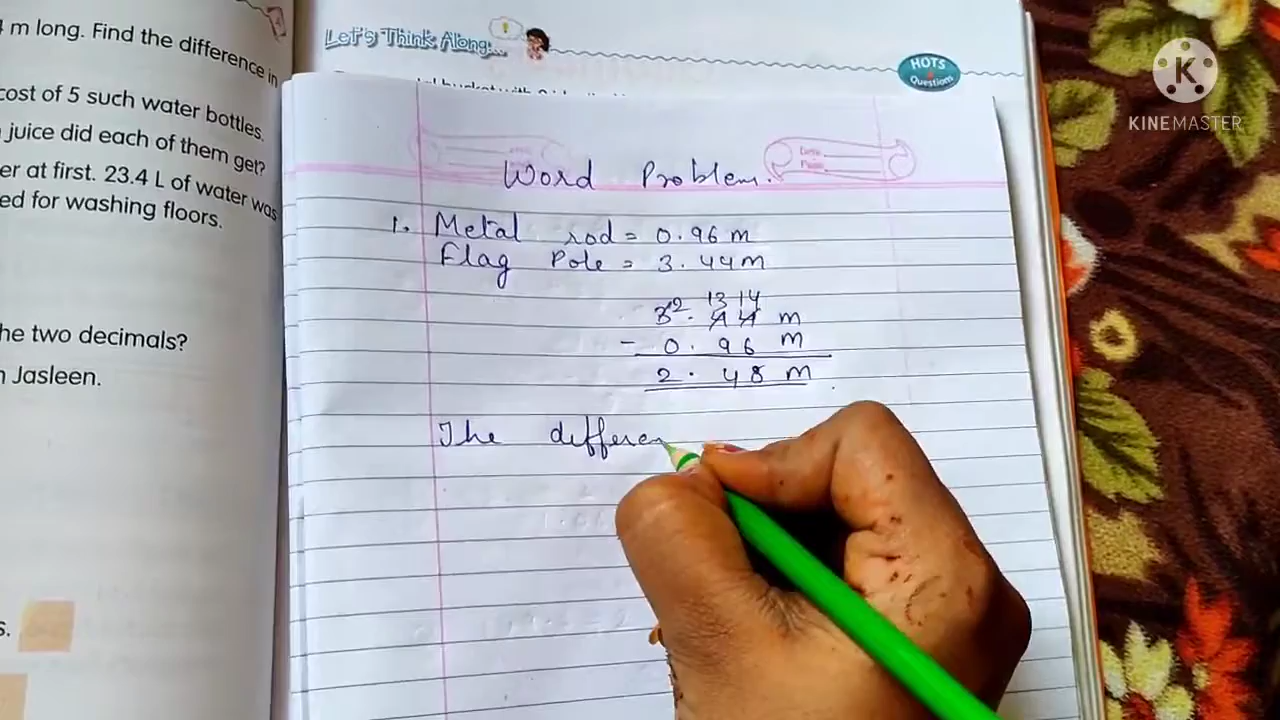 m long. Find the difference in
cost of 5 such water bottles.
juice did each of them get?
er at first. 23.4 L of water was
ed for washing floors.
he two decimals?
Jasleen.
s.
Let's Think Along...
HOTS
Questions
KINEMASTER
Word Problem.
1. Metal rod = 0.96 m
Flag Pole = 3.44 m
2 13 14
3.44 m
- 0.96 m
2.48 m
The differen